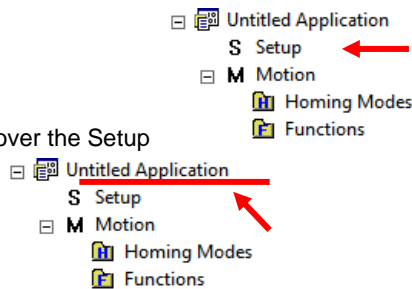 Untitled Application
S Setup
M Motion
H Homing Modes
F Functions
over the Setup
Untitled Application
S Setup
M Motion
H Homing Modes
F Functions